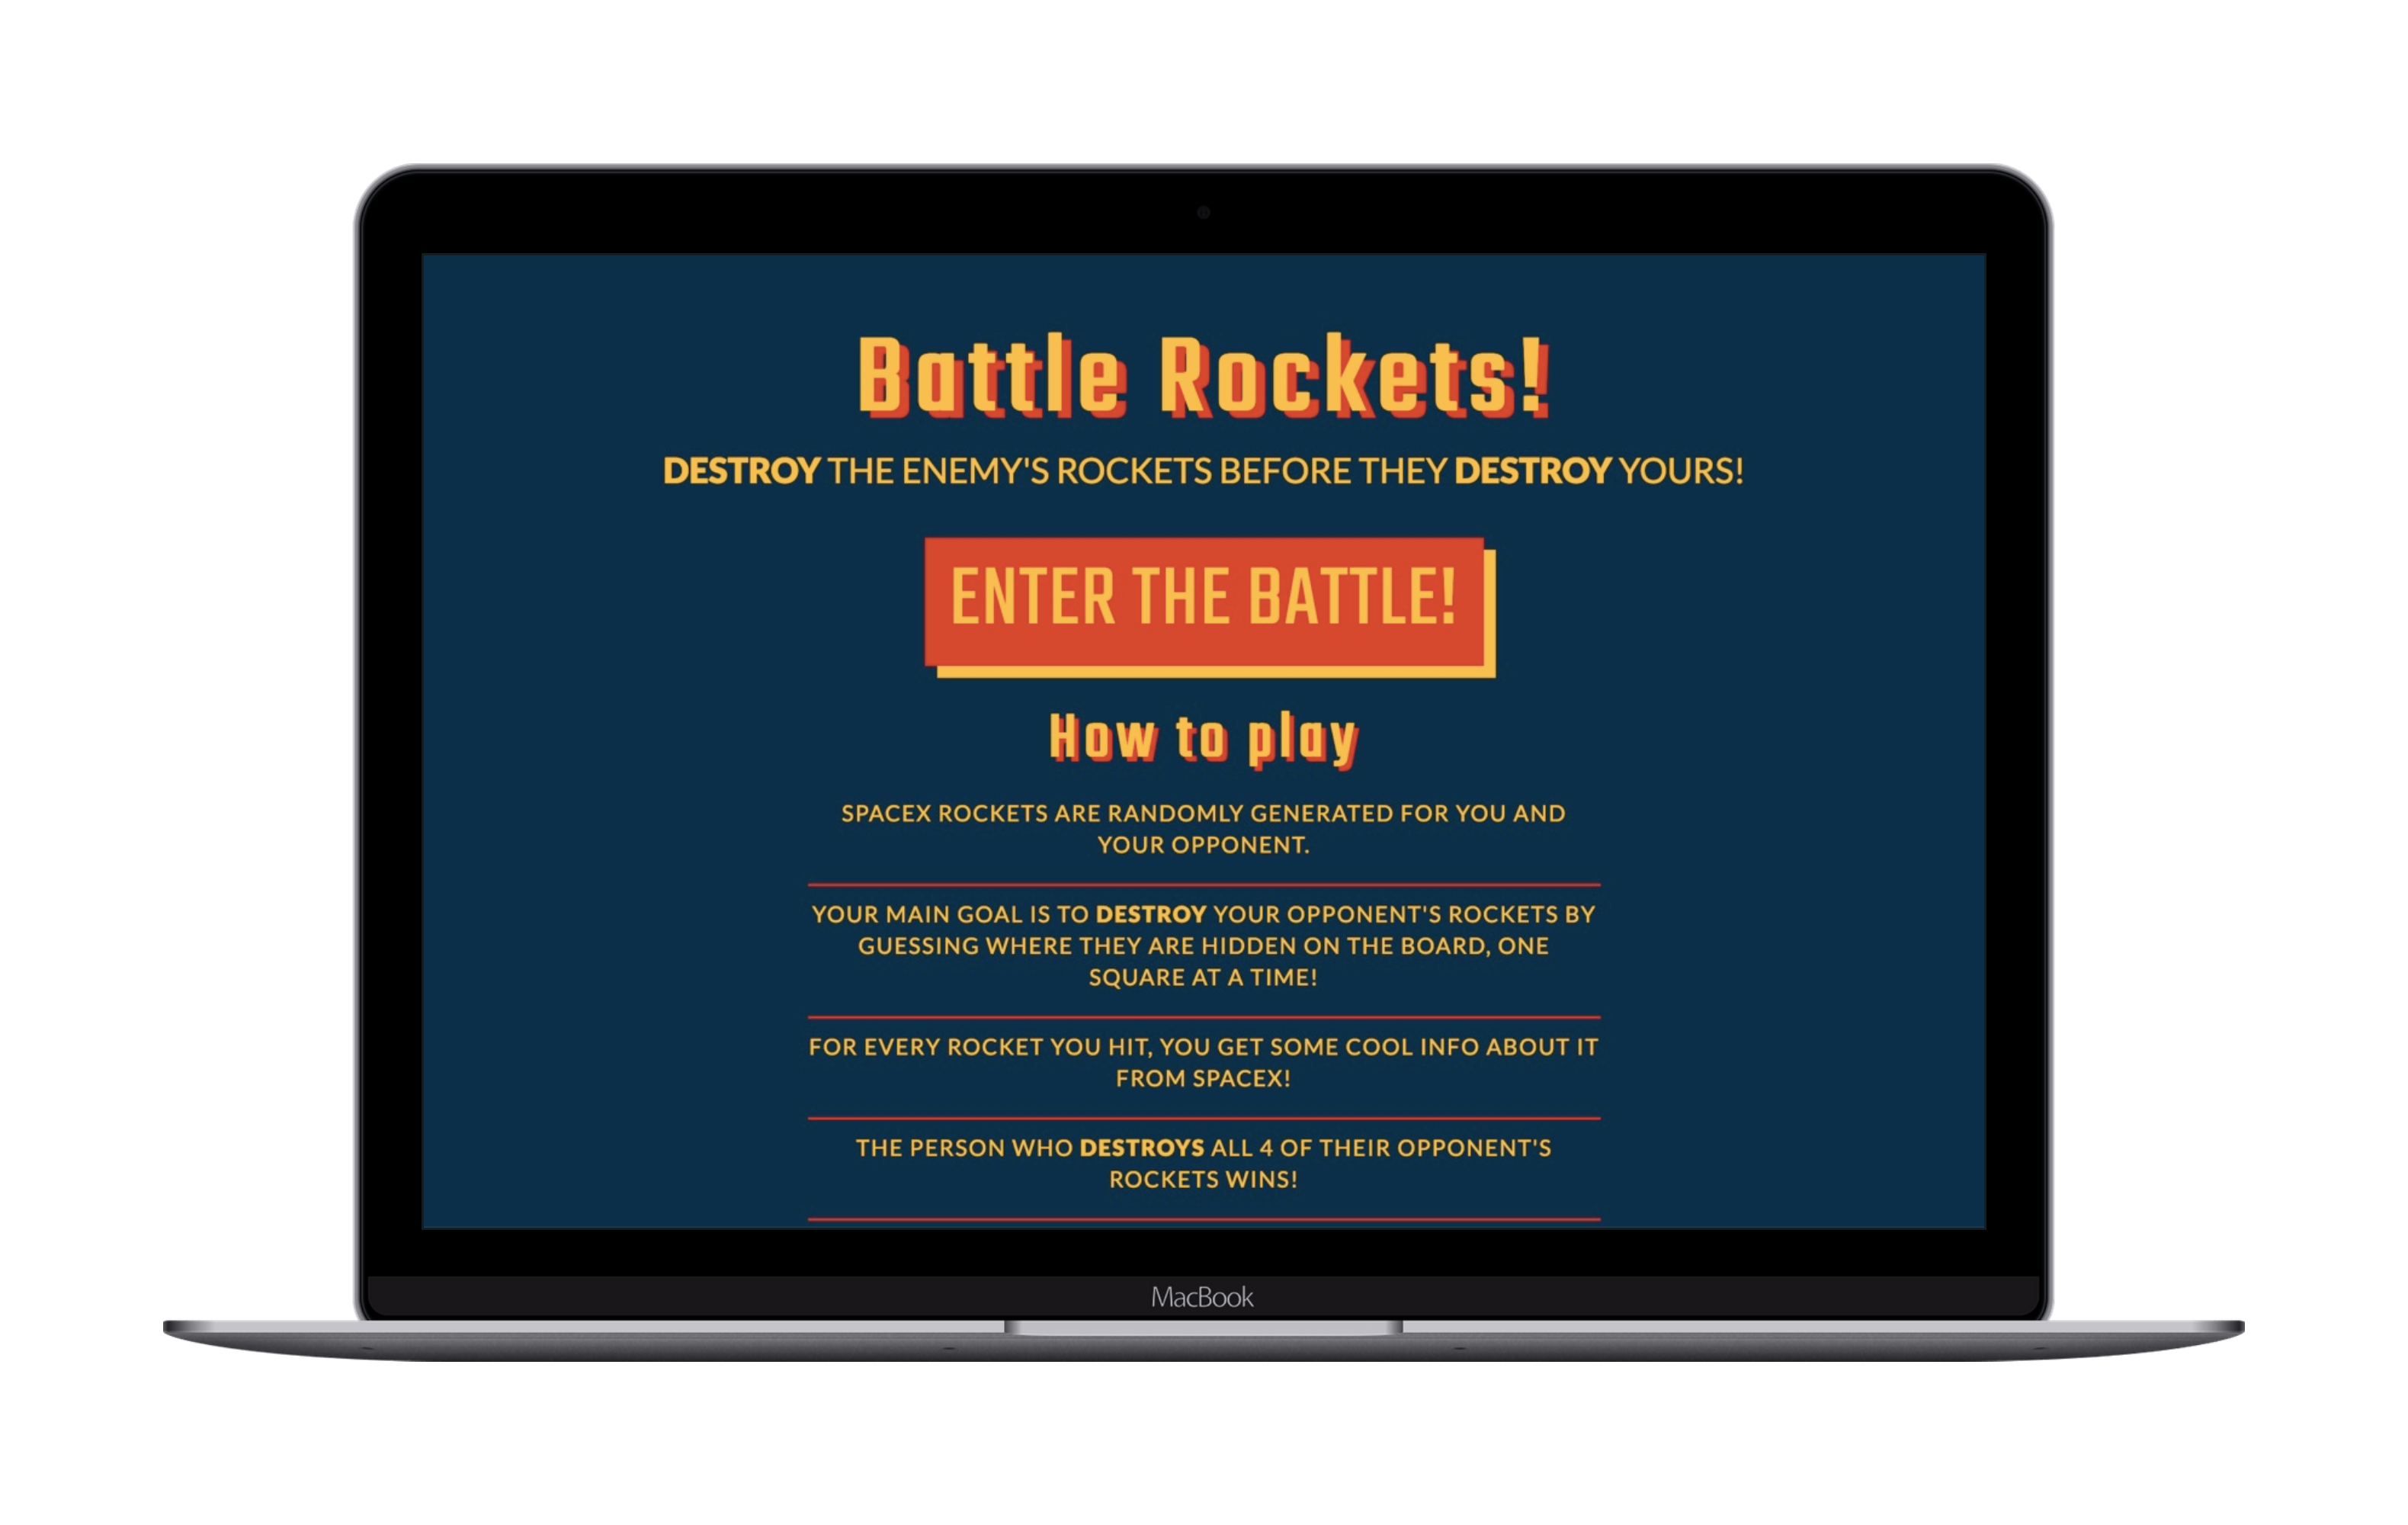 Battle Rockets!
DESTROY THE ENEMY'S ROCKETS BEFORE THEY DESTROY YOURS!
ENTER THE BATTLE!
How to play
SPACEX ROCKETS ARE RANDOMLY GENERATED FOR YOU AND
YOUR OPPONENT.
YOUR MAIN GOAL IS TO DESTROY YOUR OPPONENT'S ROCKETS BY
GUESSING WHERE THEY ARE HIDDEN ON THE BOARD, ONE
SQUARE AT A TIME!
FOR EVERY ROCKET YOU HIT, YOU GET SOME COOL INFO ABOUT IT
FROM SPACEX!
THE PERSON WHO DESTROYS ALL 4 OF THEIR OPPONENT'S
ROCKETS WINS!
MacBook